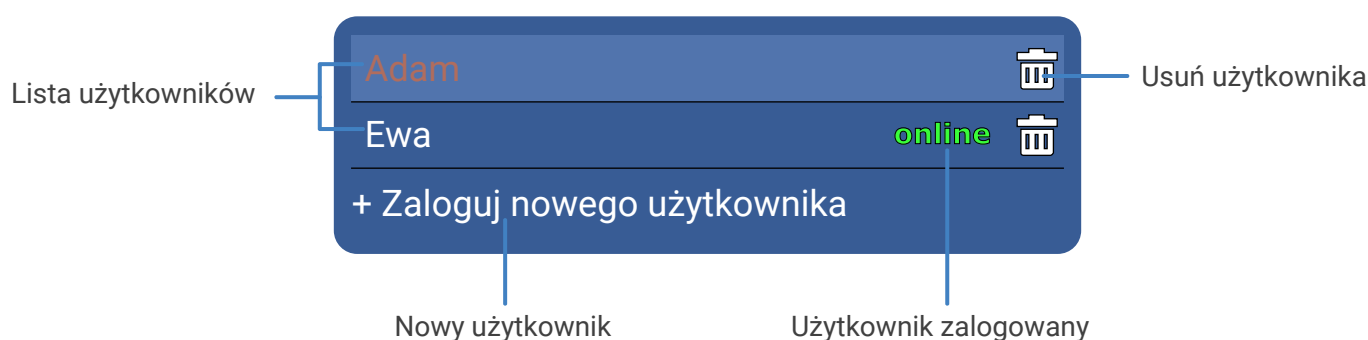 Adam
Usuń użytkownika
Lista użytkowników
Ewa
online
+ Zaloguj nowego użytkownika
Nowy użytkownik
Użytkownik zalogowany